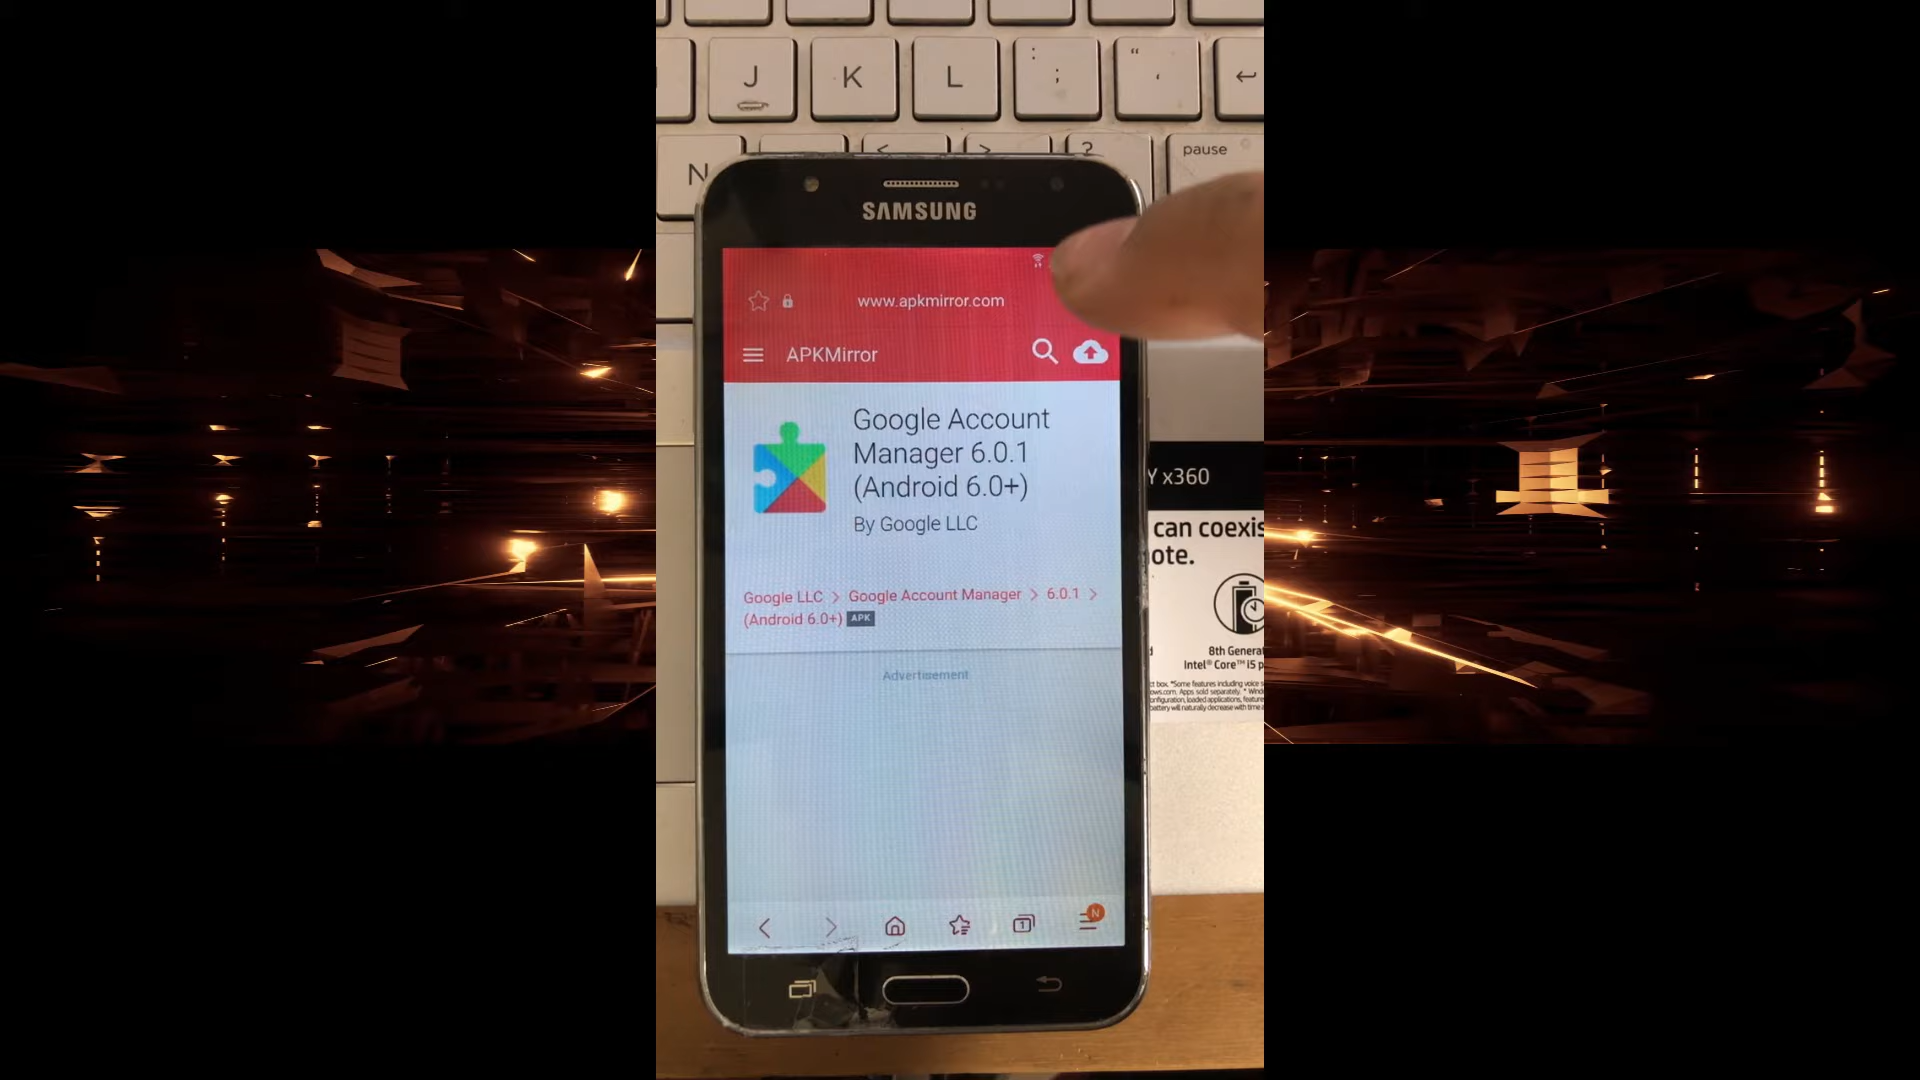 J
K
L
:
;
"
'
N
<
>
?
pause
SAMSUNG
www.apkmirror.com
APKMirror
Google Account
Manager 6.0.1
(Android 6.0+)
By Google LLC
Google LLC > Google Account Manager > 6.0.1 >
(Android 6.0+) APK
Advertisement
1
N
Y x360
can coexis
ote.
8th Genera
Intel® Core™ i5 p